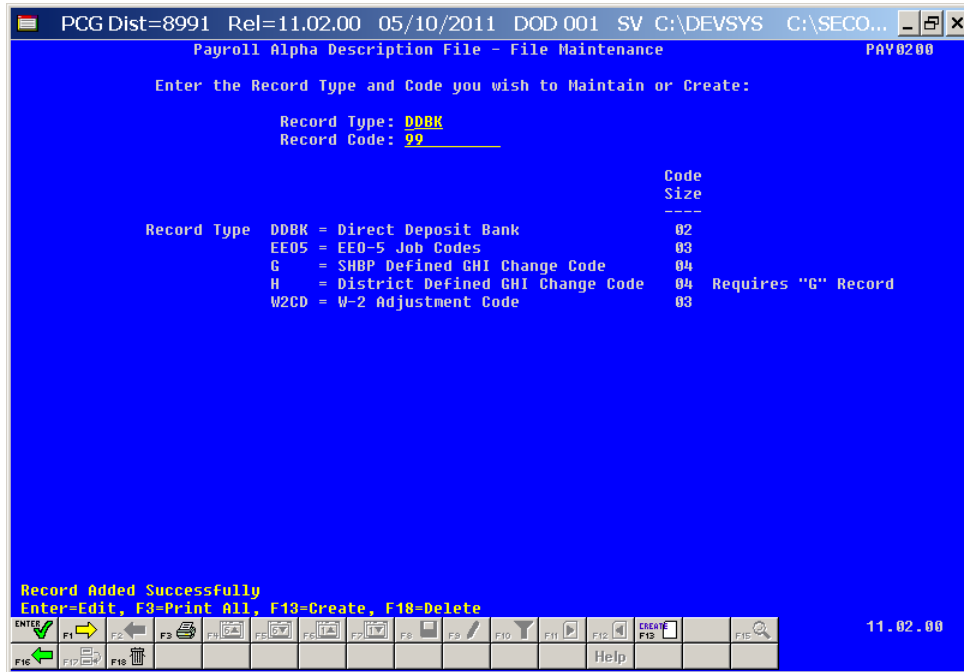 PCG Dist=8991 Rel=11.02.00 05/10/2011 DOD 001 SV C:\DEVSYS C:\SECO...
Payroll Alpha Description File - File Maintenance PAY0200
Enter the Record Type and Code you wish to Maintain or Create:
Record Type: DDBK
Record Code: 99
Code
Size
----
Record Type DDBK = Direct Deposit Bank 02
EEO5 = EEO-5 Job Codes 03
G = SHBP Defined GHI Change Code 04
H = District Defined GHI Change Code 04 Requires "G" Record
W2CD = W-2 Adjustment Code 03
Record Added Successfully
Enter=Edit, F3=Print All, F13=Create, F18=Delete
ENTER F1 F2 F3 F4 F5 F6 F7 F8 F9 F10 F11 F12 CREATE F13 F15 11.02.00
F16 F17 F18 Help